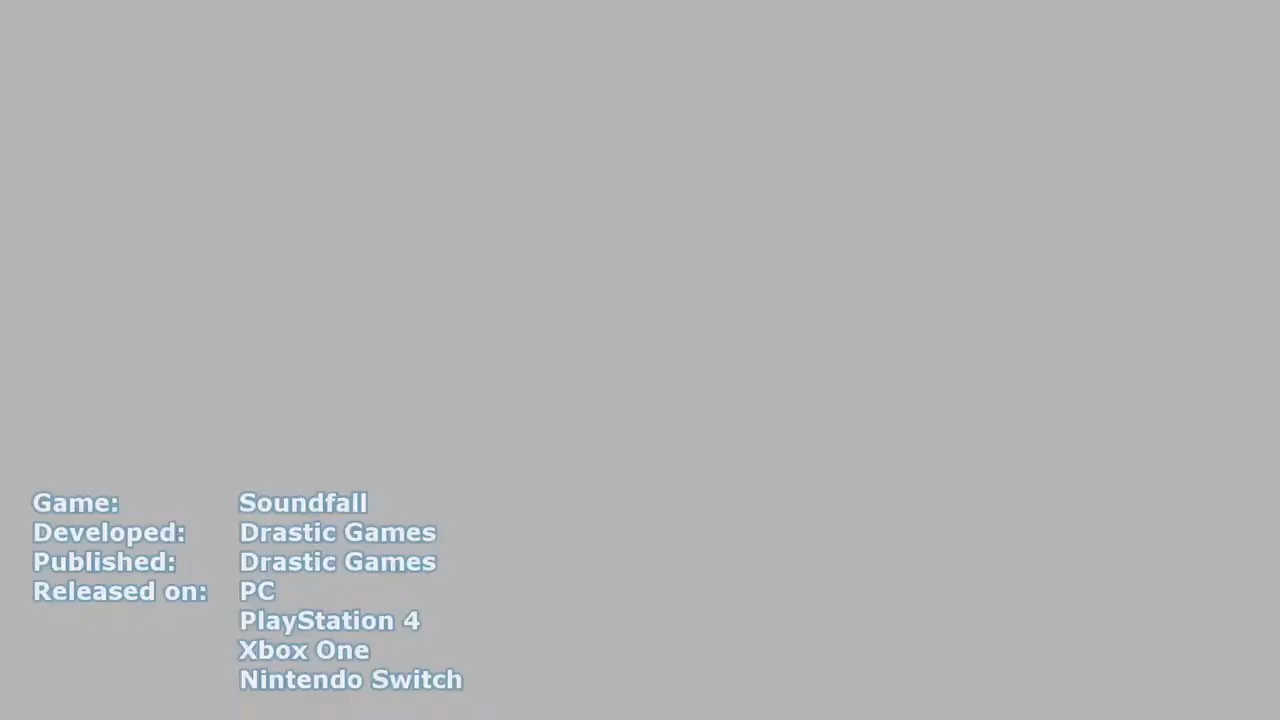 Game: Soundfall
Developed: Drastic Games
Published: Drastic Games
Released on: PC
PlayStation 4
Xbox One
Nintendo Switch